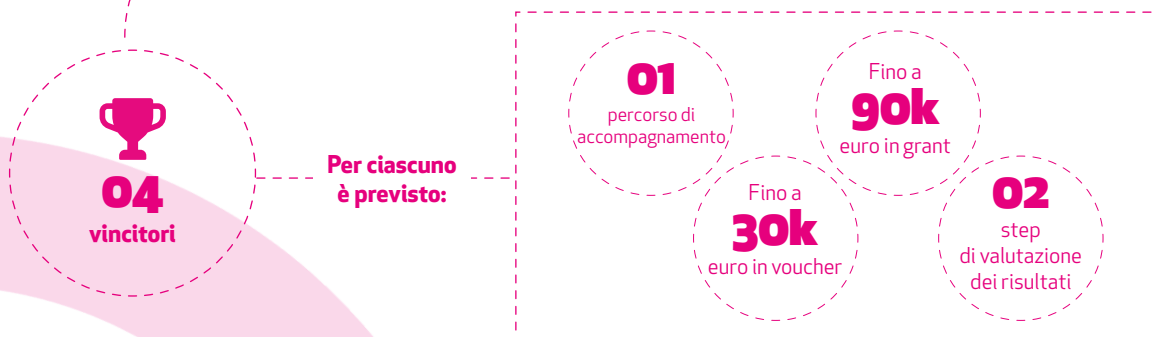 04
vincitori
Per ciascuno
è previsto:
01
percorso di
accompagnamento
Fino a
30k
euro in voucher
Fino a
90k
euro in grant
02
step
di valutazione
dei risultati